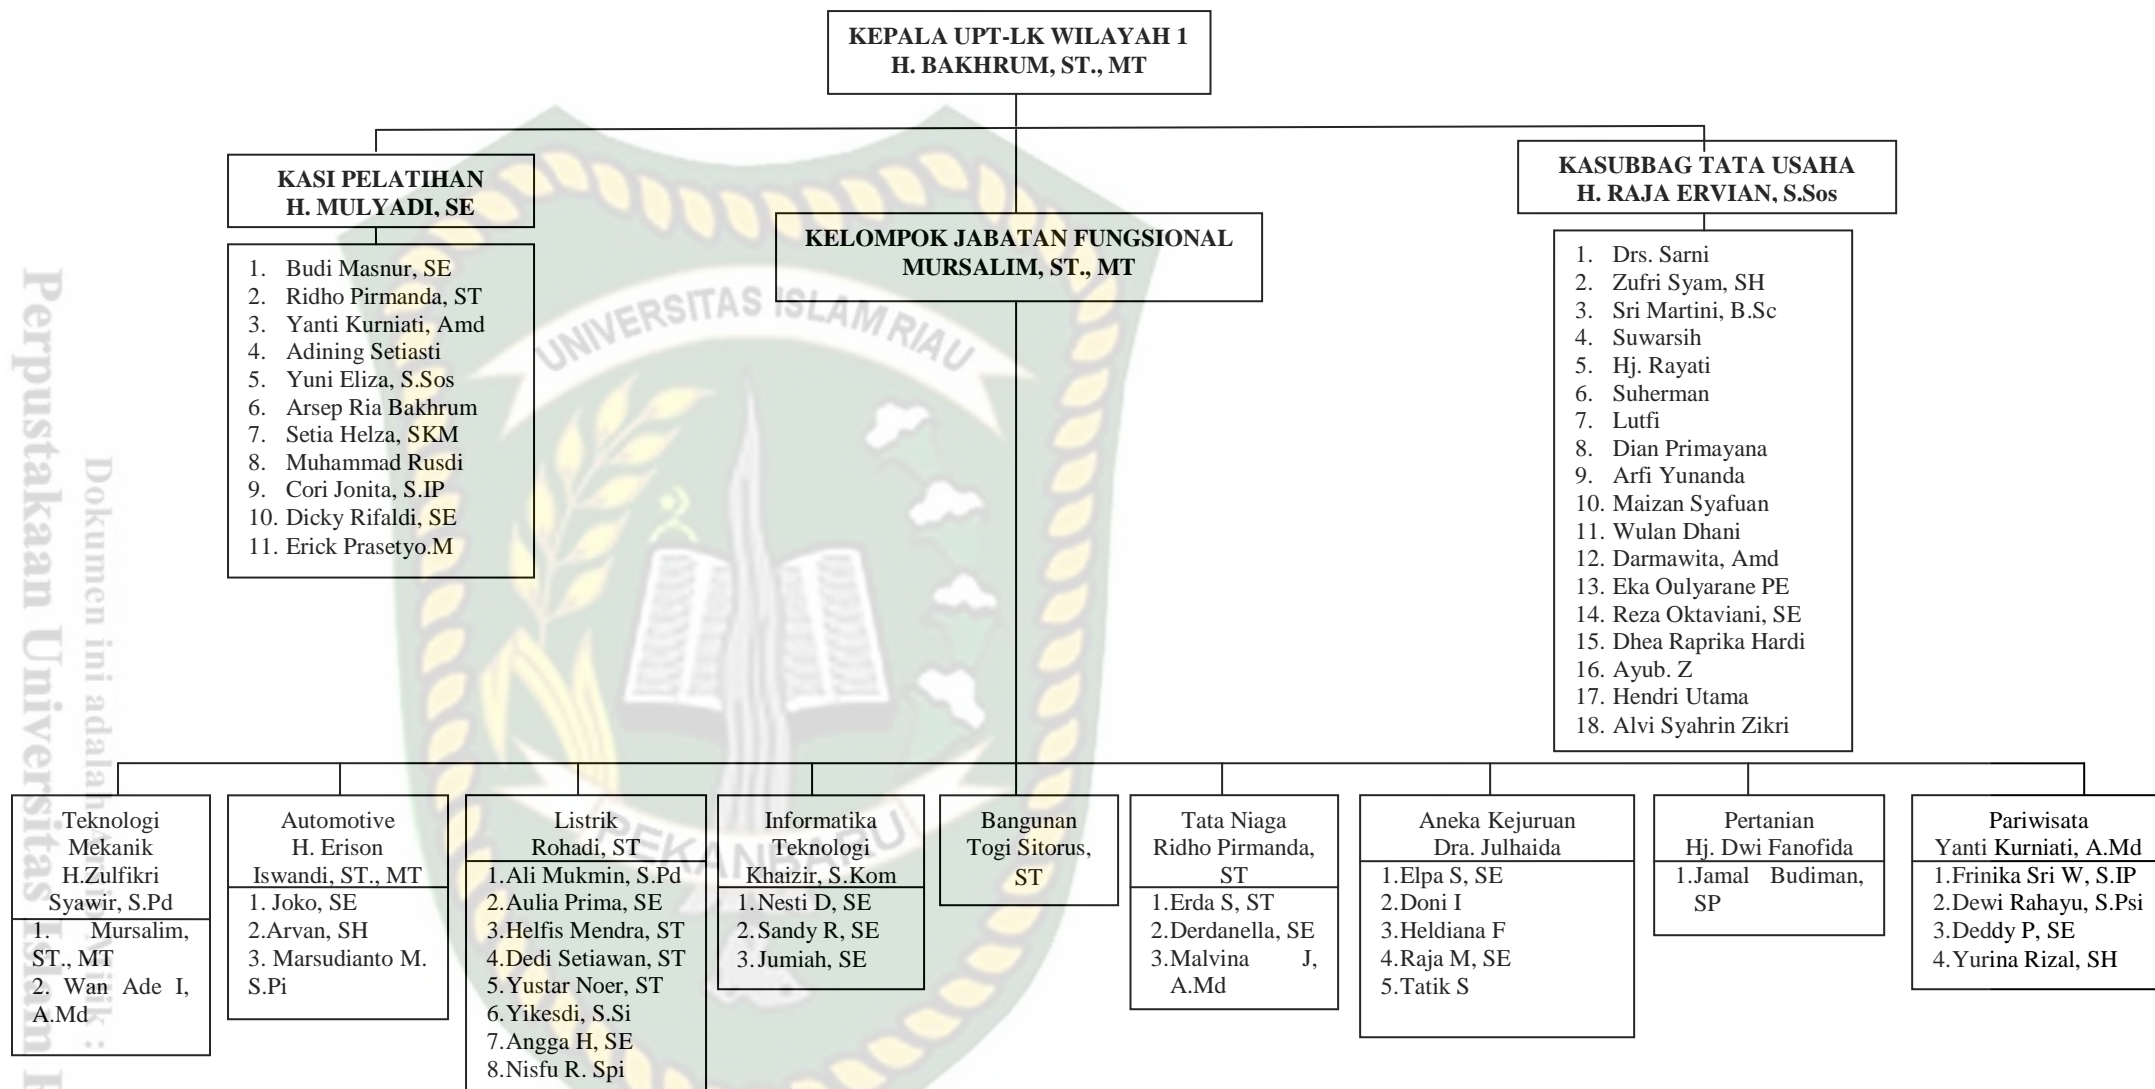 KEPALA UPT-LK WILAYAH 1
H. BAKHRUM, ST., MT
KASI PELATIHAN
H. MULYADI, SE
1. Budi Masnur, SE
2. Ridho Pirmanda, ST
3. Yanti Kurniati, Amd
4. Adining Setiasti
5. Yuni Eliza, S.Sos
6. Arsep Ria Bakhrum
7. Setia Helza, SKM
8. Muhammad Rusdi
9. Cori Jonita, S.IP
10. Dicky Rifaldi, SE
11. Erick Prasetyo.M
KELOMPOK JABATAN FUNGSIONAL
MURSALIM, ST., MT
KASUBBAG TATA USAHA
H. RAJA ERVIAN, S.Sos
1. Drs. Sarni
2. Zufri Syam, SH
3. Sri Martini, B.Sc
4. Suwarsih
5. Hj. Rayati
6. Suherman
7. Lutfi
8. Dian Primayana
9. Arfi Yunanda
10. Maizan Syafuan
11. Wulan Dhani
12. Darmawita, Amd
13. Eka Oulyarane PE
14. Reza Oktaviani, SE
15. Dhea Raprika Hardi
16. Ayub. Z
17. Hendri Utama
18. Alvi Syahrin Zikri
Teknologi
Mekanik
H.Zulfikri
Syawir, S.Pd
1. Mursalim,
ST., MT
2. Wan Ade I,
A.Md
Automotive
H. Erison
Iswandi, ST., MT
1. Joko, SE
2.Arvan, SH
3. Marsudianto M.
S.Pi
Listrik
Rohadi, ST
1.Ali Mukmin, S.Pd
2.Aulia Prima, SE
3.Helfis Mendra, ST
4.Dedi Setiawan, ST
5.Yustar Noer, ST
6.Yikesdi, S.Si
7.Angga H, SE
8.Nisfu R. Spi
Informatika
Teknologi
Khaizir, S.Kom
1.Nesti D, SE
2.Sandy R, SE
3.Jumiah, SE
Bangunan
Togi Sitorus,
ST
Tata Niaga
Ridho Pirmanda,
ST
1.Erda S, ST
2.Derdanella, SE
3.Malvina J,
A.Md
Aneka Kejuruan
Dra. Julhaida
1.Elpa S, SE
2.Doni I
3.Heldiana F
4.Raja M, SE
5.Tatik S
Pertanian
Hj. Dwi Fanofida
1.Jamal Budiman,
SP
Pariwisata
Yanti Kurniati, A.Md
1.Frinika Sri W, S.IP
2.Dewi Rahayu, S.Psi
3.Deddy P, SE
4.Yurina Rizal, SH
UNIVERSITAS ISLAM RIAU
PEKANBARU
Dokumen ini adalah Arsip Milik :
Perpustakaan Universitas Islam